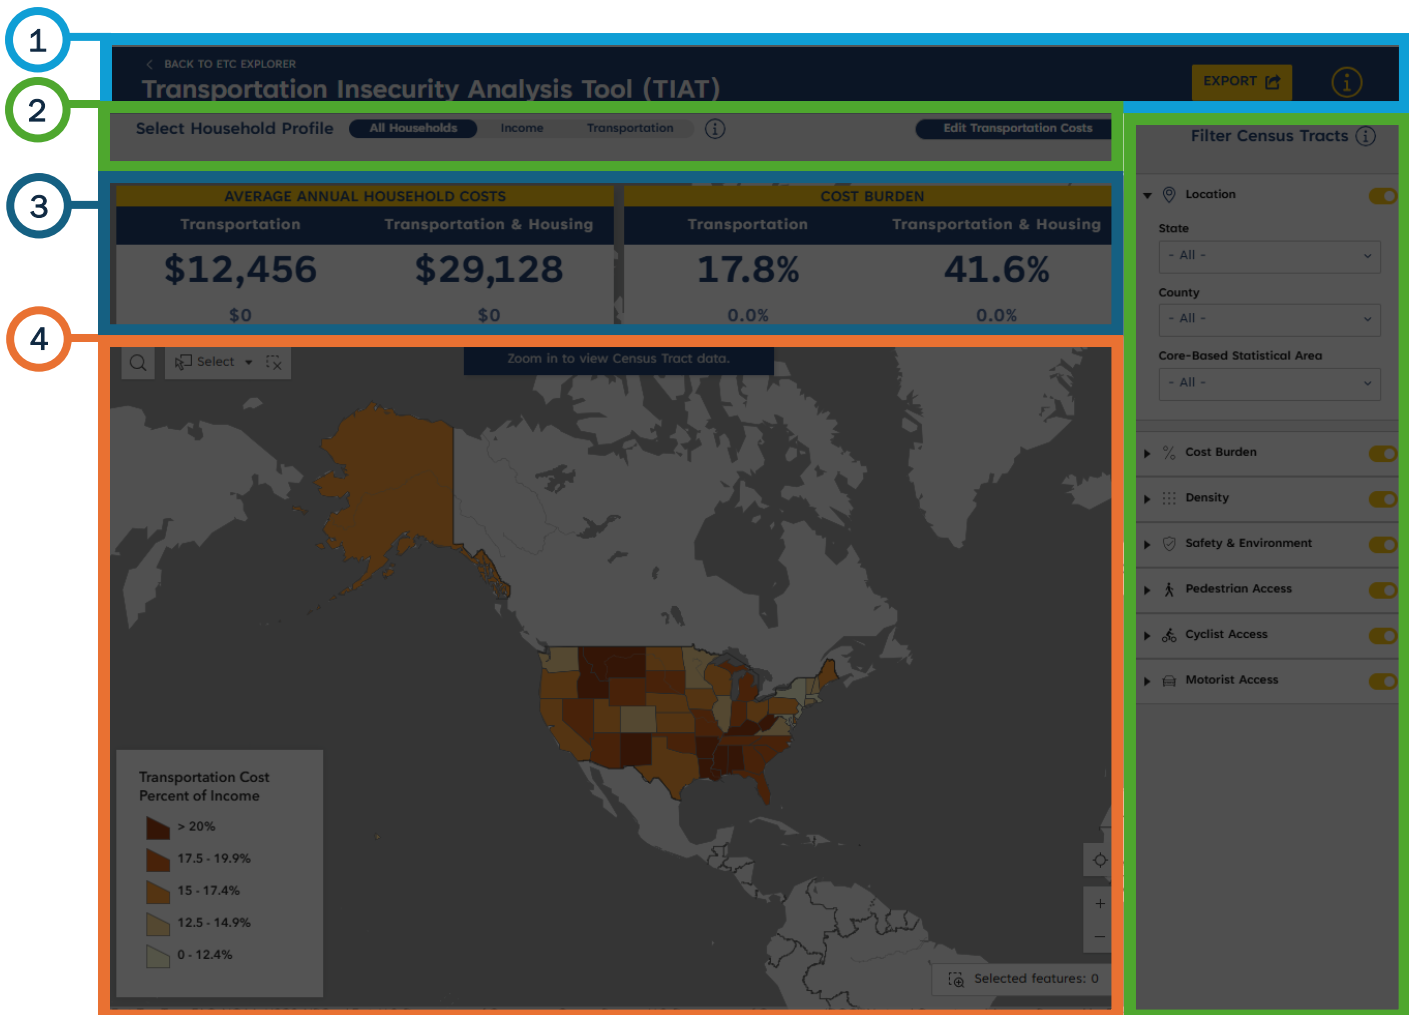 1
BACK TO ETC EXPLORER
Transportation Insecurity Analysis Tool (TIAT)
EXPORT
2
Select Household Profile All Households Income Transportation Edit Transportation Costs
3
AVERAGE ANNUAL HOUSEHOLD COSTS
Transportation Transportation & Housing
$12,456 $29,128
$0 $0
COST BURDEN
Transportation Transportation & Housing
17.8% 41.6%
0.0% 0.0%
4
Select
Zoom in to view Census Tract data.
Transportation Cost
Percent of Income
> 20%
17.5 - 19.9%
15 - 17.4%
12.5 - 14.9%
0 - 12.4%
+
−
Selected features: 0
Filter Census Tracts
Location
State
- All -
County
- All -
Core-Based Statistical Area
- All -
Cost Burden
Density
Safety & Environment
Pedestrian Access
Cyclist Access
Motorist Access